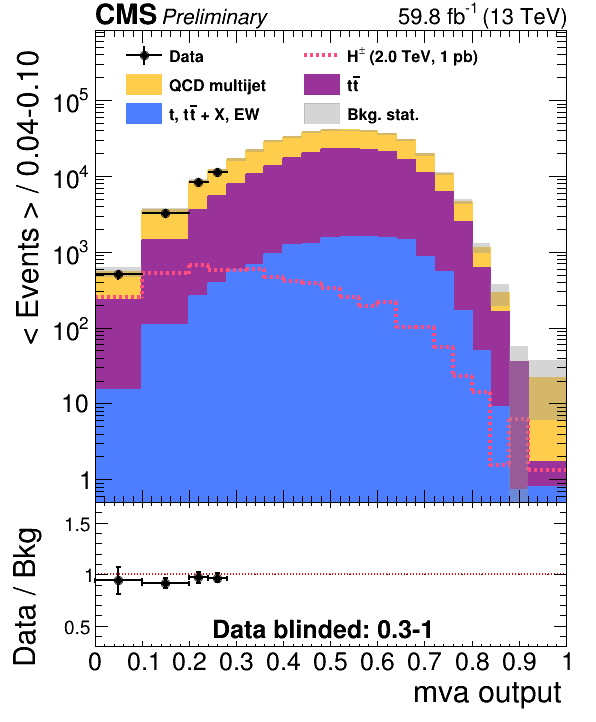 CMS Preliminary 59.8 fb⁻¹ (13 TeV)
< Events > / 0.04-0.10
Data
H± (2.0 TeV, 1 pb)
QCD multijet
tt̄
t, tt̄ + X, EW
Bkg. stat.
10⁵
10⁴
10³
10²
10
1
Data / Bkg
1.5
1
0.5
Data blinded: 0.3-1
0 0.1 0.2 0.3 0.4 0.5 0.6 0.7 0.8 0.9 1
mva output